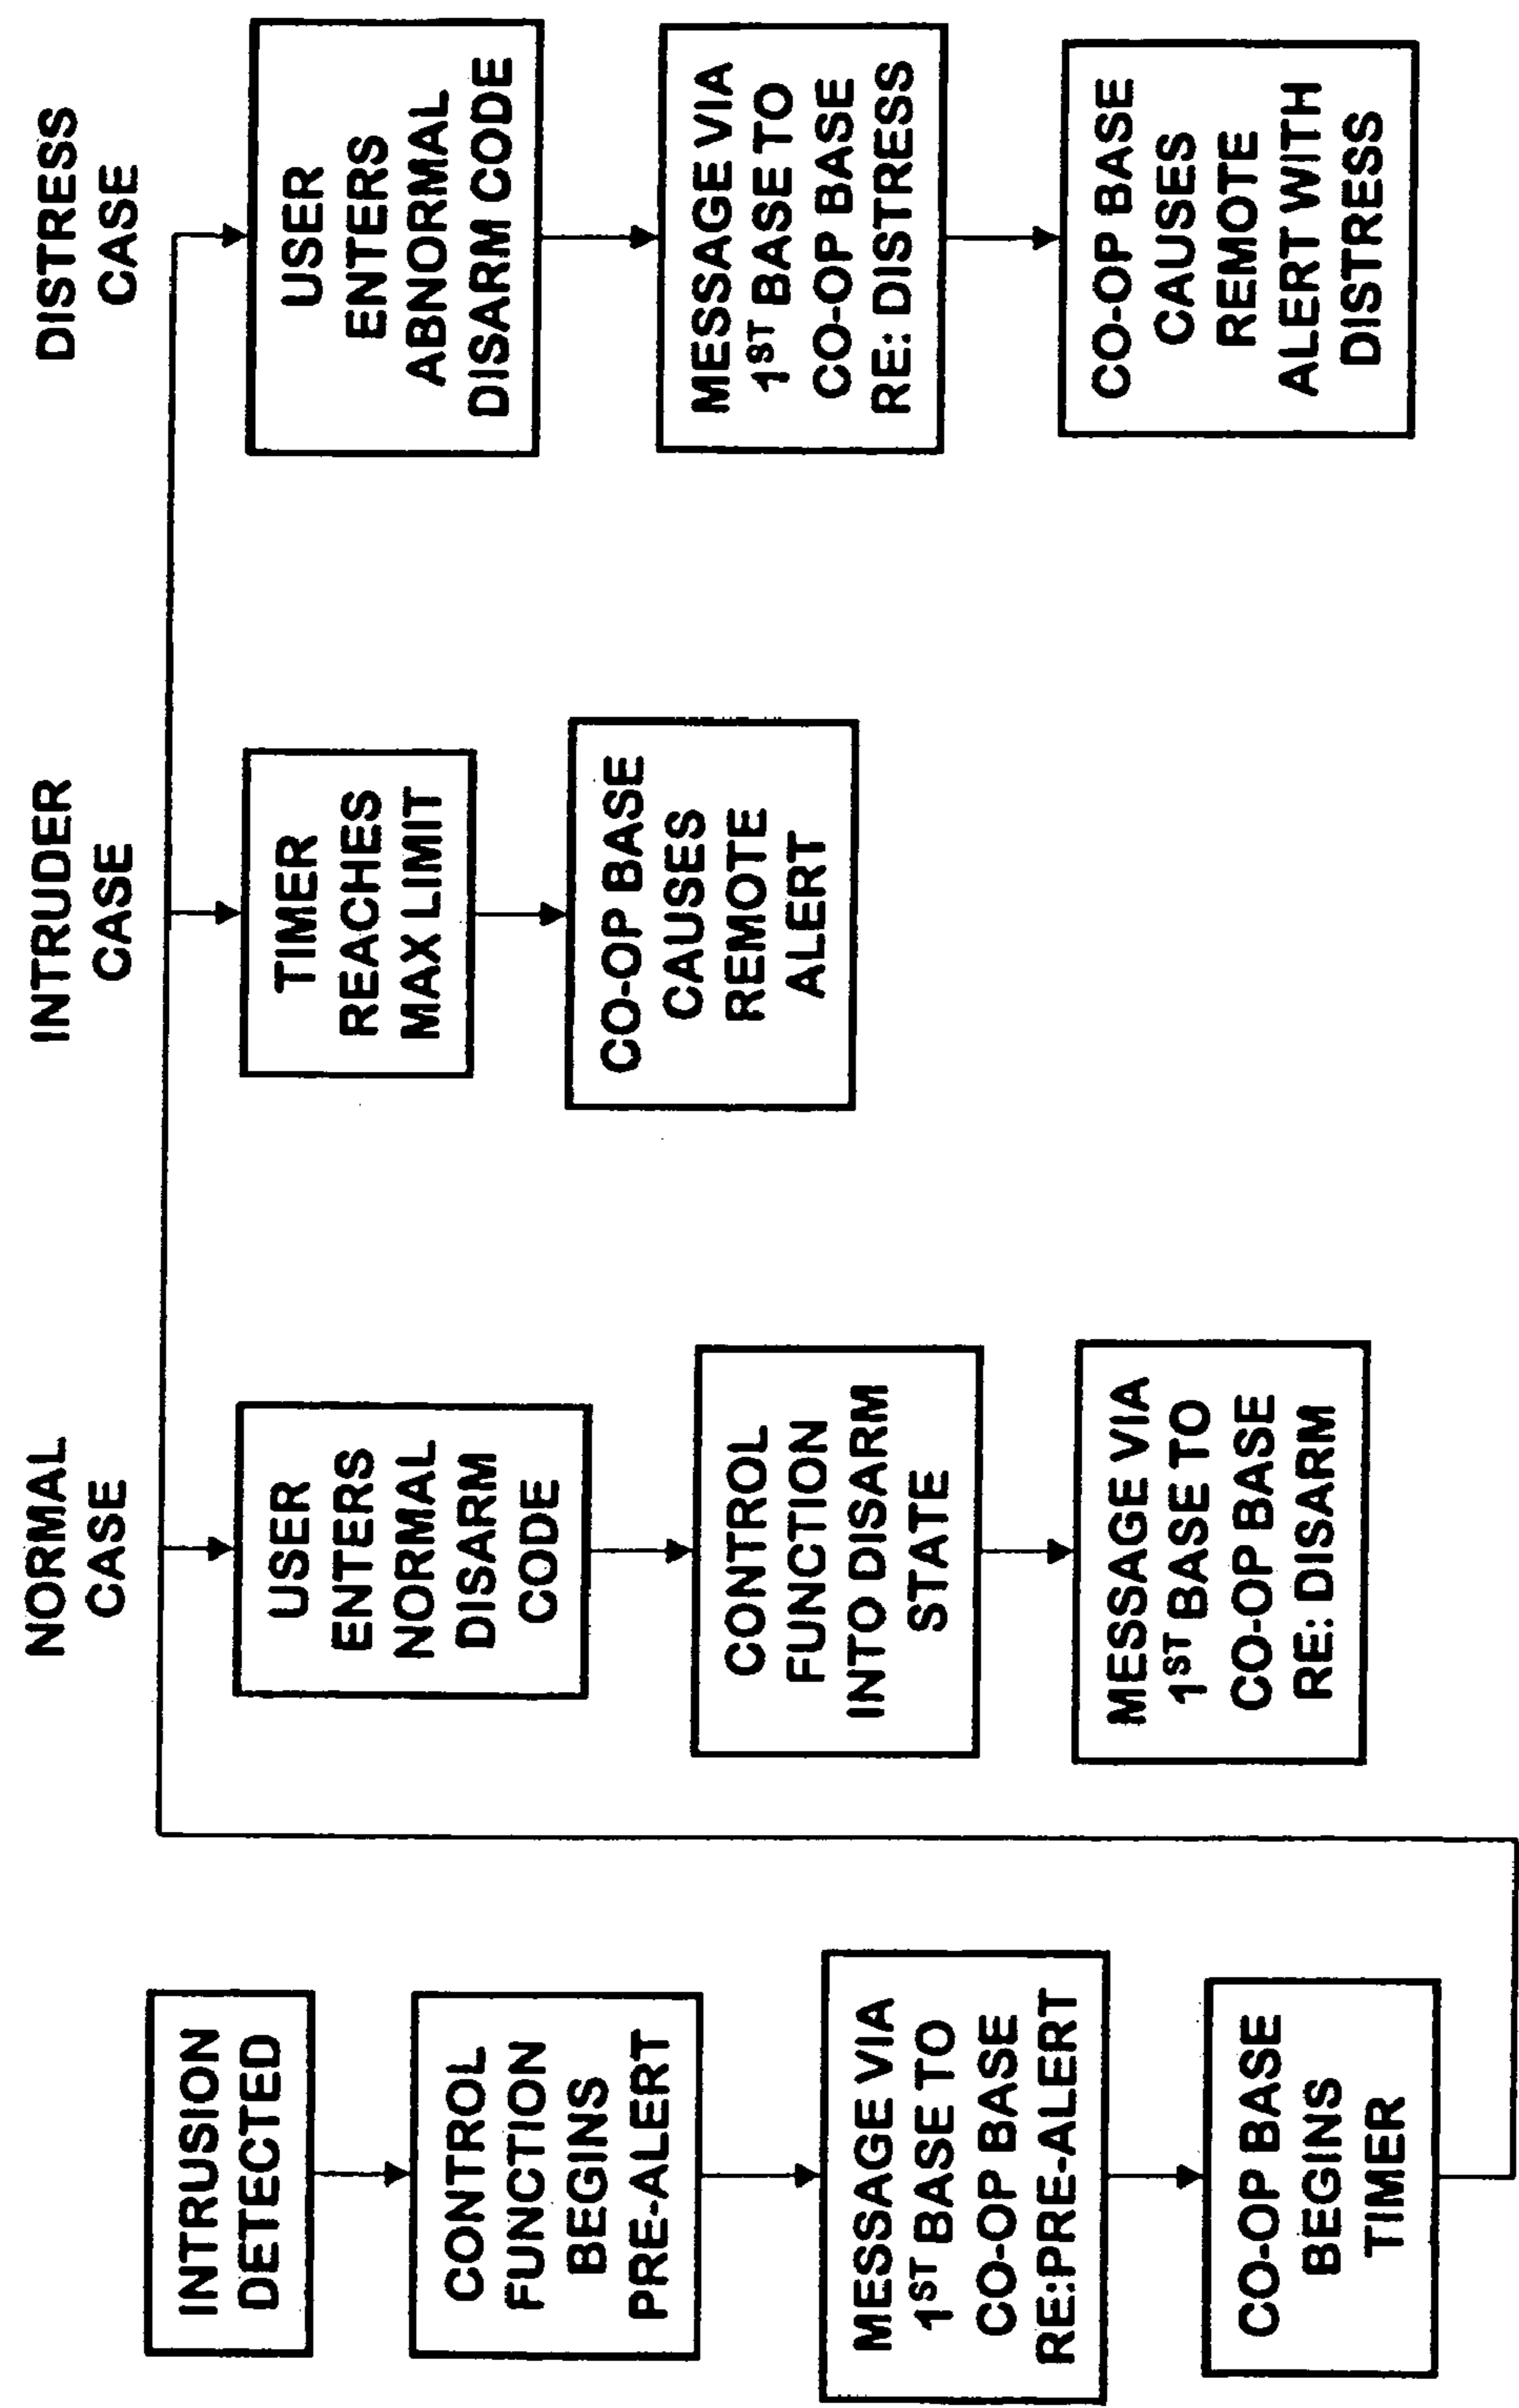 INTRUSION
DETECTED
CONTROL
FUNCTION
BEGINS
PRE-ALERT
MESSAGE VIA
1ST BASE TO
CO-OP BASE
RE:PRE-ALERT
CO-OP BASE
BEGINS
TIMER
NORMAL
CASE
USER
ENTERS
NORMAL
DISARM
CODE
CONTROL
FUNCTION
INTO DISARM
STATE
MESSAGE VIA
1ST BASE TO
CO-OP BASE
RE: DISARM
INTRUDER
CASE
TIMER
REACHES
MAX LIMIT
CO-OP BASE
CAUSES
REMOTE
ALERT
DISTRESS
CASE
USER
ENTERS
ABNORMAL
DISARM CODE
MESSAGE VIA
1ST BASE TO
CO-OP BASE
RE: DISTRESS
CO-OP BASE
CAUSES
REMOTE
ALERT WITH
DISTRESS